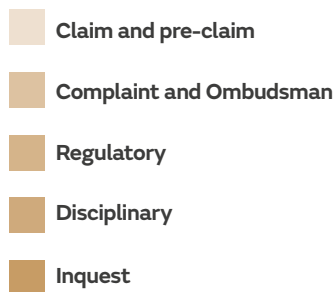 Claim and pre-claim
Complaint and Ombudsman
Regulatory
Disciplinary
Inquest